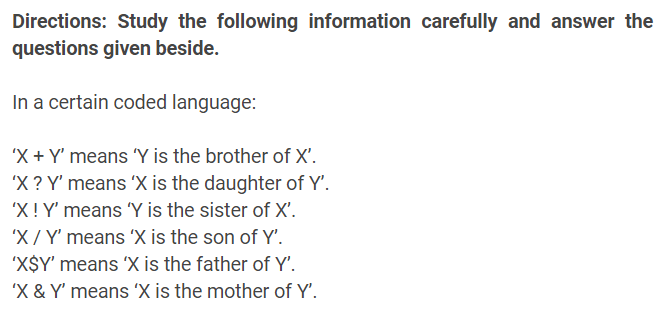 Directions: Study the following information carefully and answer the
questions given beside.
In a certain coded language:
‘X + Y’ means ‘Y is the brother of X’.
‘X ? Y’ means ‘X is the daughter of Y’.
‘X ! Y’ means ‘Y is the sister of X’.
‘X / Y’ means ‘X is the son of Y’.
‘X$Y’ means ‘X is the father of Y’.
‘X & Y’ means ‘X is the mother of Y’.